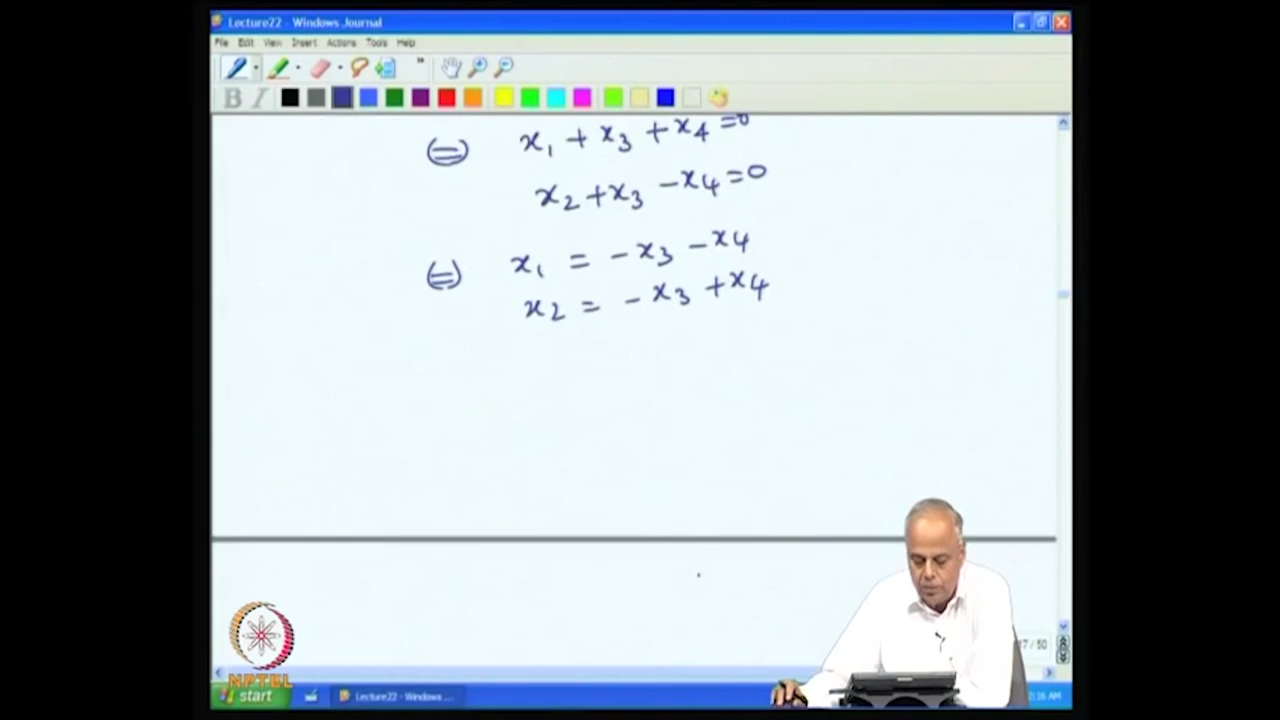 Lecture22 - Windows Journal
File Edit View Insert Actions Tools Help
B I
⟺ x₁ + x₃ + x₄ = 0
x₂ + x₃ - x₄ = 0
⟺ x₁ = - x₃ - x₄
x₂ = - x₃ + x₄
NPTEL
start Lecture22 - Windows ...